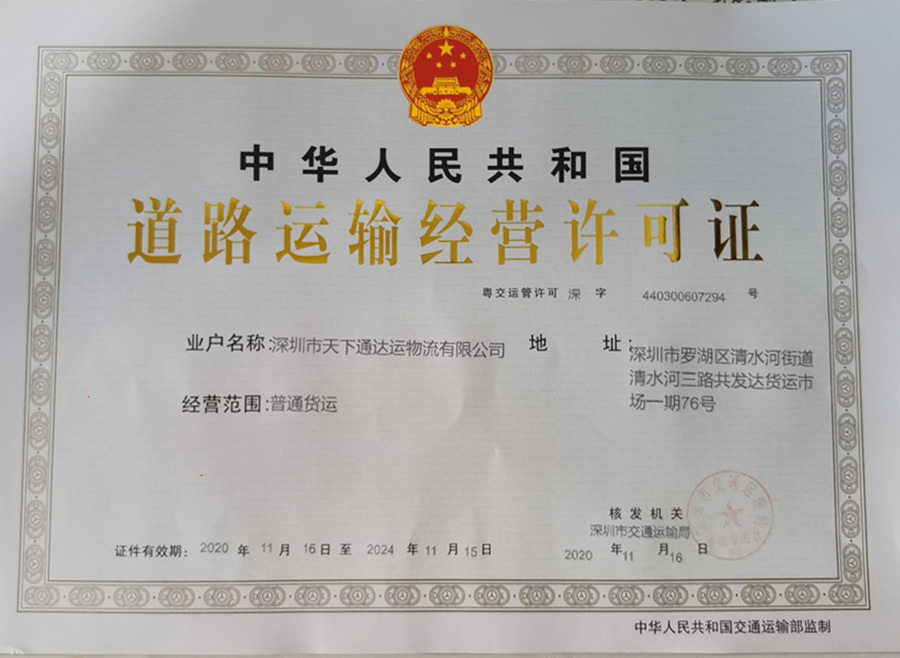 中华人民共和国
道路运输经营许可证
粤交运管许可 深 字 440300607294 号
业户名称:深圳市天下通达运物流有限公司
地 址:深圳市罗湖区清水河街道
清水河三路共发达货运市
场一期76号
经营范围:普通货运
核发机关
深圳市交通运输局
证件有效期: 2020 年 11 月 16 日 至 2024 年 11 月 15 日
2020 年 11 月 16 日
中华人民共和国交通运输部监制